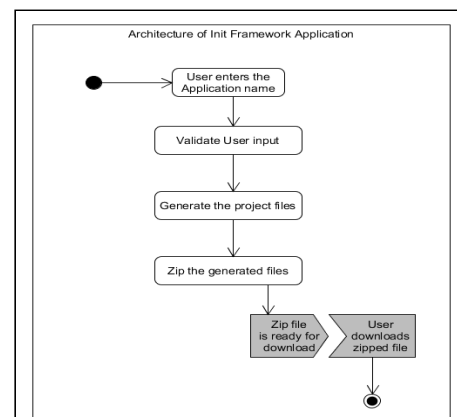 Architecture of Init Framework Application
User enters the
Application name
Validate User input
Generate the project files
Zip the generated files
Zip file
is ready for
download
User
downloads
zipped file